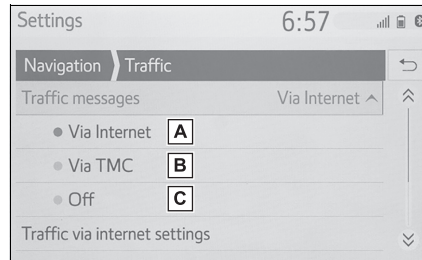 Settings 6:57
Navigation Traffic
Traffic messages Via Internet
Via Internet A
Via TMC B
Off C
Traffic via internet settings